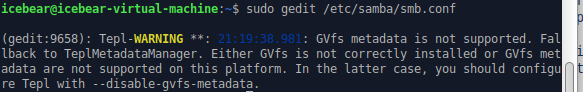 icebear@icebear-virtual-machine:~$ sudo gedit /etc/samba/smb.conf
(gedit:9658): Tepl-WARNING **: 21:19:38.981: GVfs metadata is not supported. Fal
lback to TeplMetadataManager. Either GVfs is not correctly installed or GVfs met
adata are not supported on this platform. In the latter case, you should configu
re Tepl with --disable-gvfs-metadata.